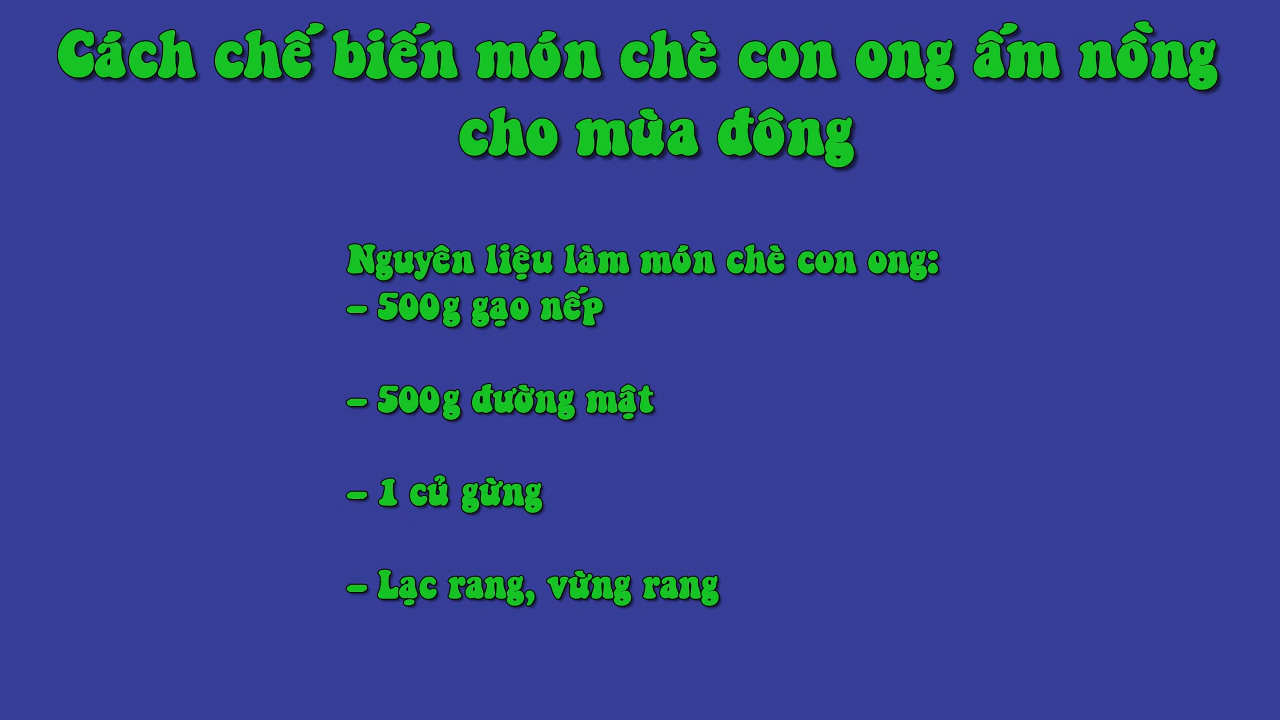 Cách chế biến món chè con ong ấm nồng
cho mùa đông
Nguyên liệu làm món chè con ong:
– 500g gạo nếp
– 500g đường mật
– 1 củ gừng
– Lạc rang, vừng rang